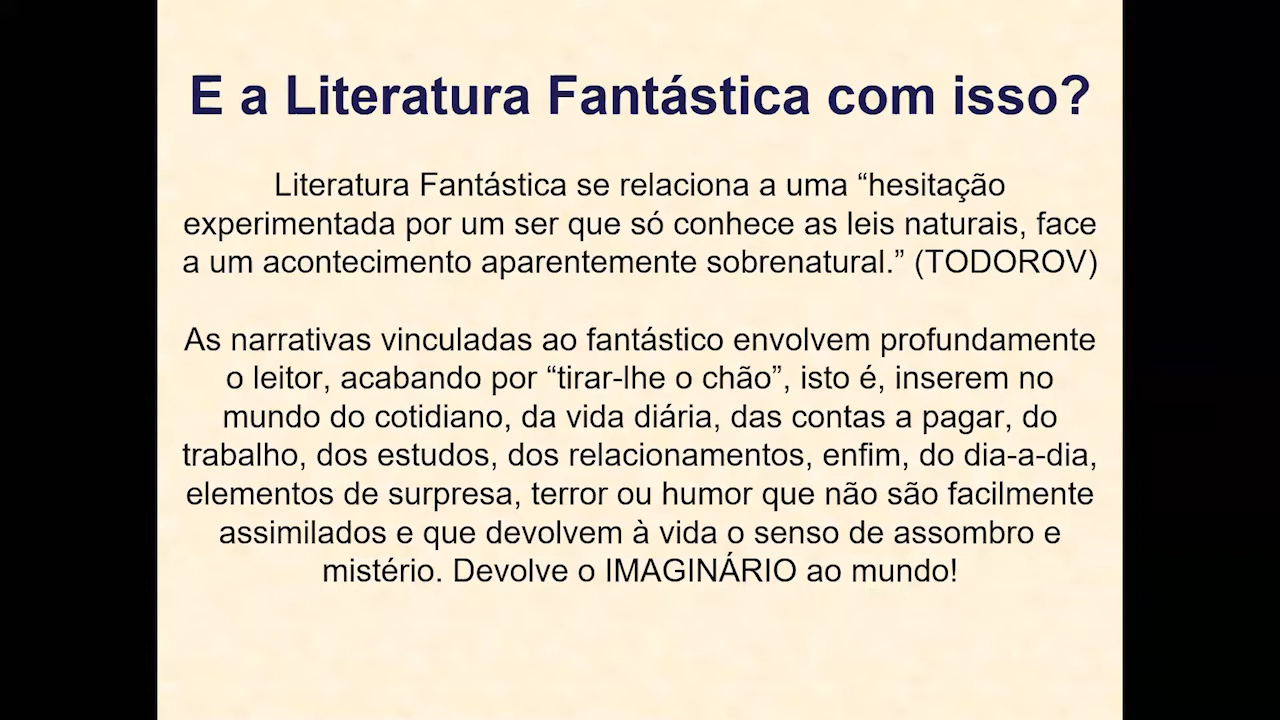 E a Literatura Fantástica com isso?
Literatura Fantástica se relaciona a uma “hesitação
experimentada por um ser que só conhece as leis naturais, face
a um acontecimento aparentemente sobrenatural.” (TODOROV)
As narrativas vinculadas ao fantástico envolvem profundamente
o leitor, acabando por “tirar-lhe o chão”, isto é, inserem no
mundo do cotidiano, da vida diária, das contas a pagar, do
trabalho, dos estudos, dos relacionamentos, enfim, do dia-a-dia,
elementos de surpresa, terror ou humor que não são facilmente
assimilados e que devolvem à vida o senso de assombro e
mistério. Devolve o IMAGINÁRIO ao mundo!